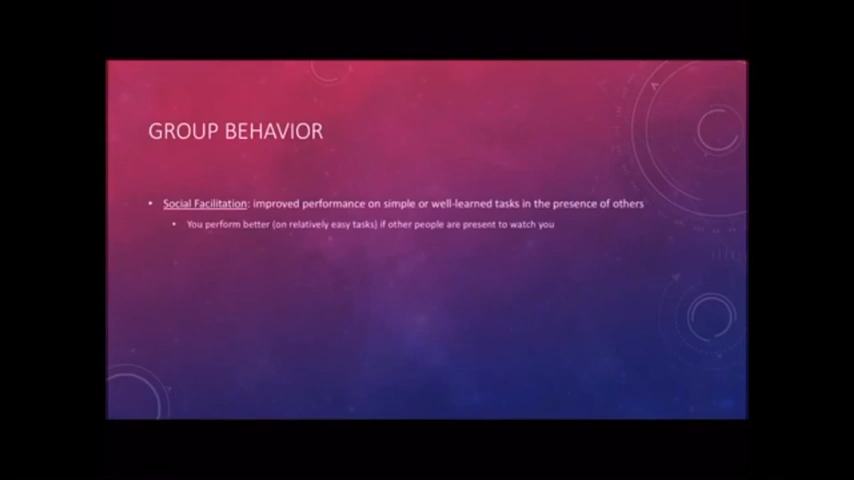 GROUP BEHAVIOR
• Social Facilitation: improved performance on simple or well-learned tasks in the presence of others
• You perform better (on relatively easy tasks) if other people are present to watch you